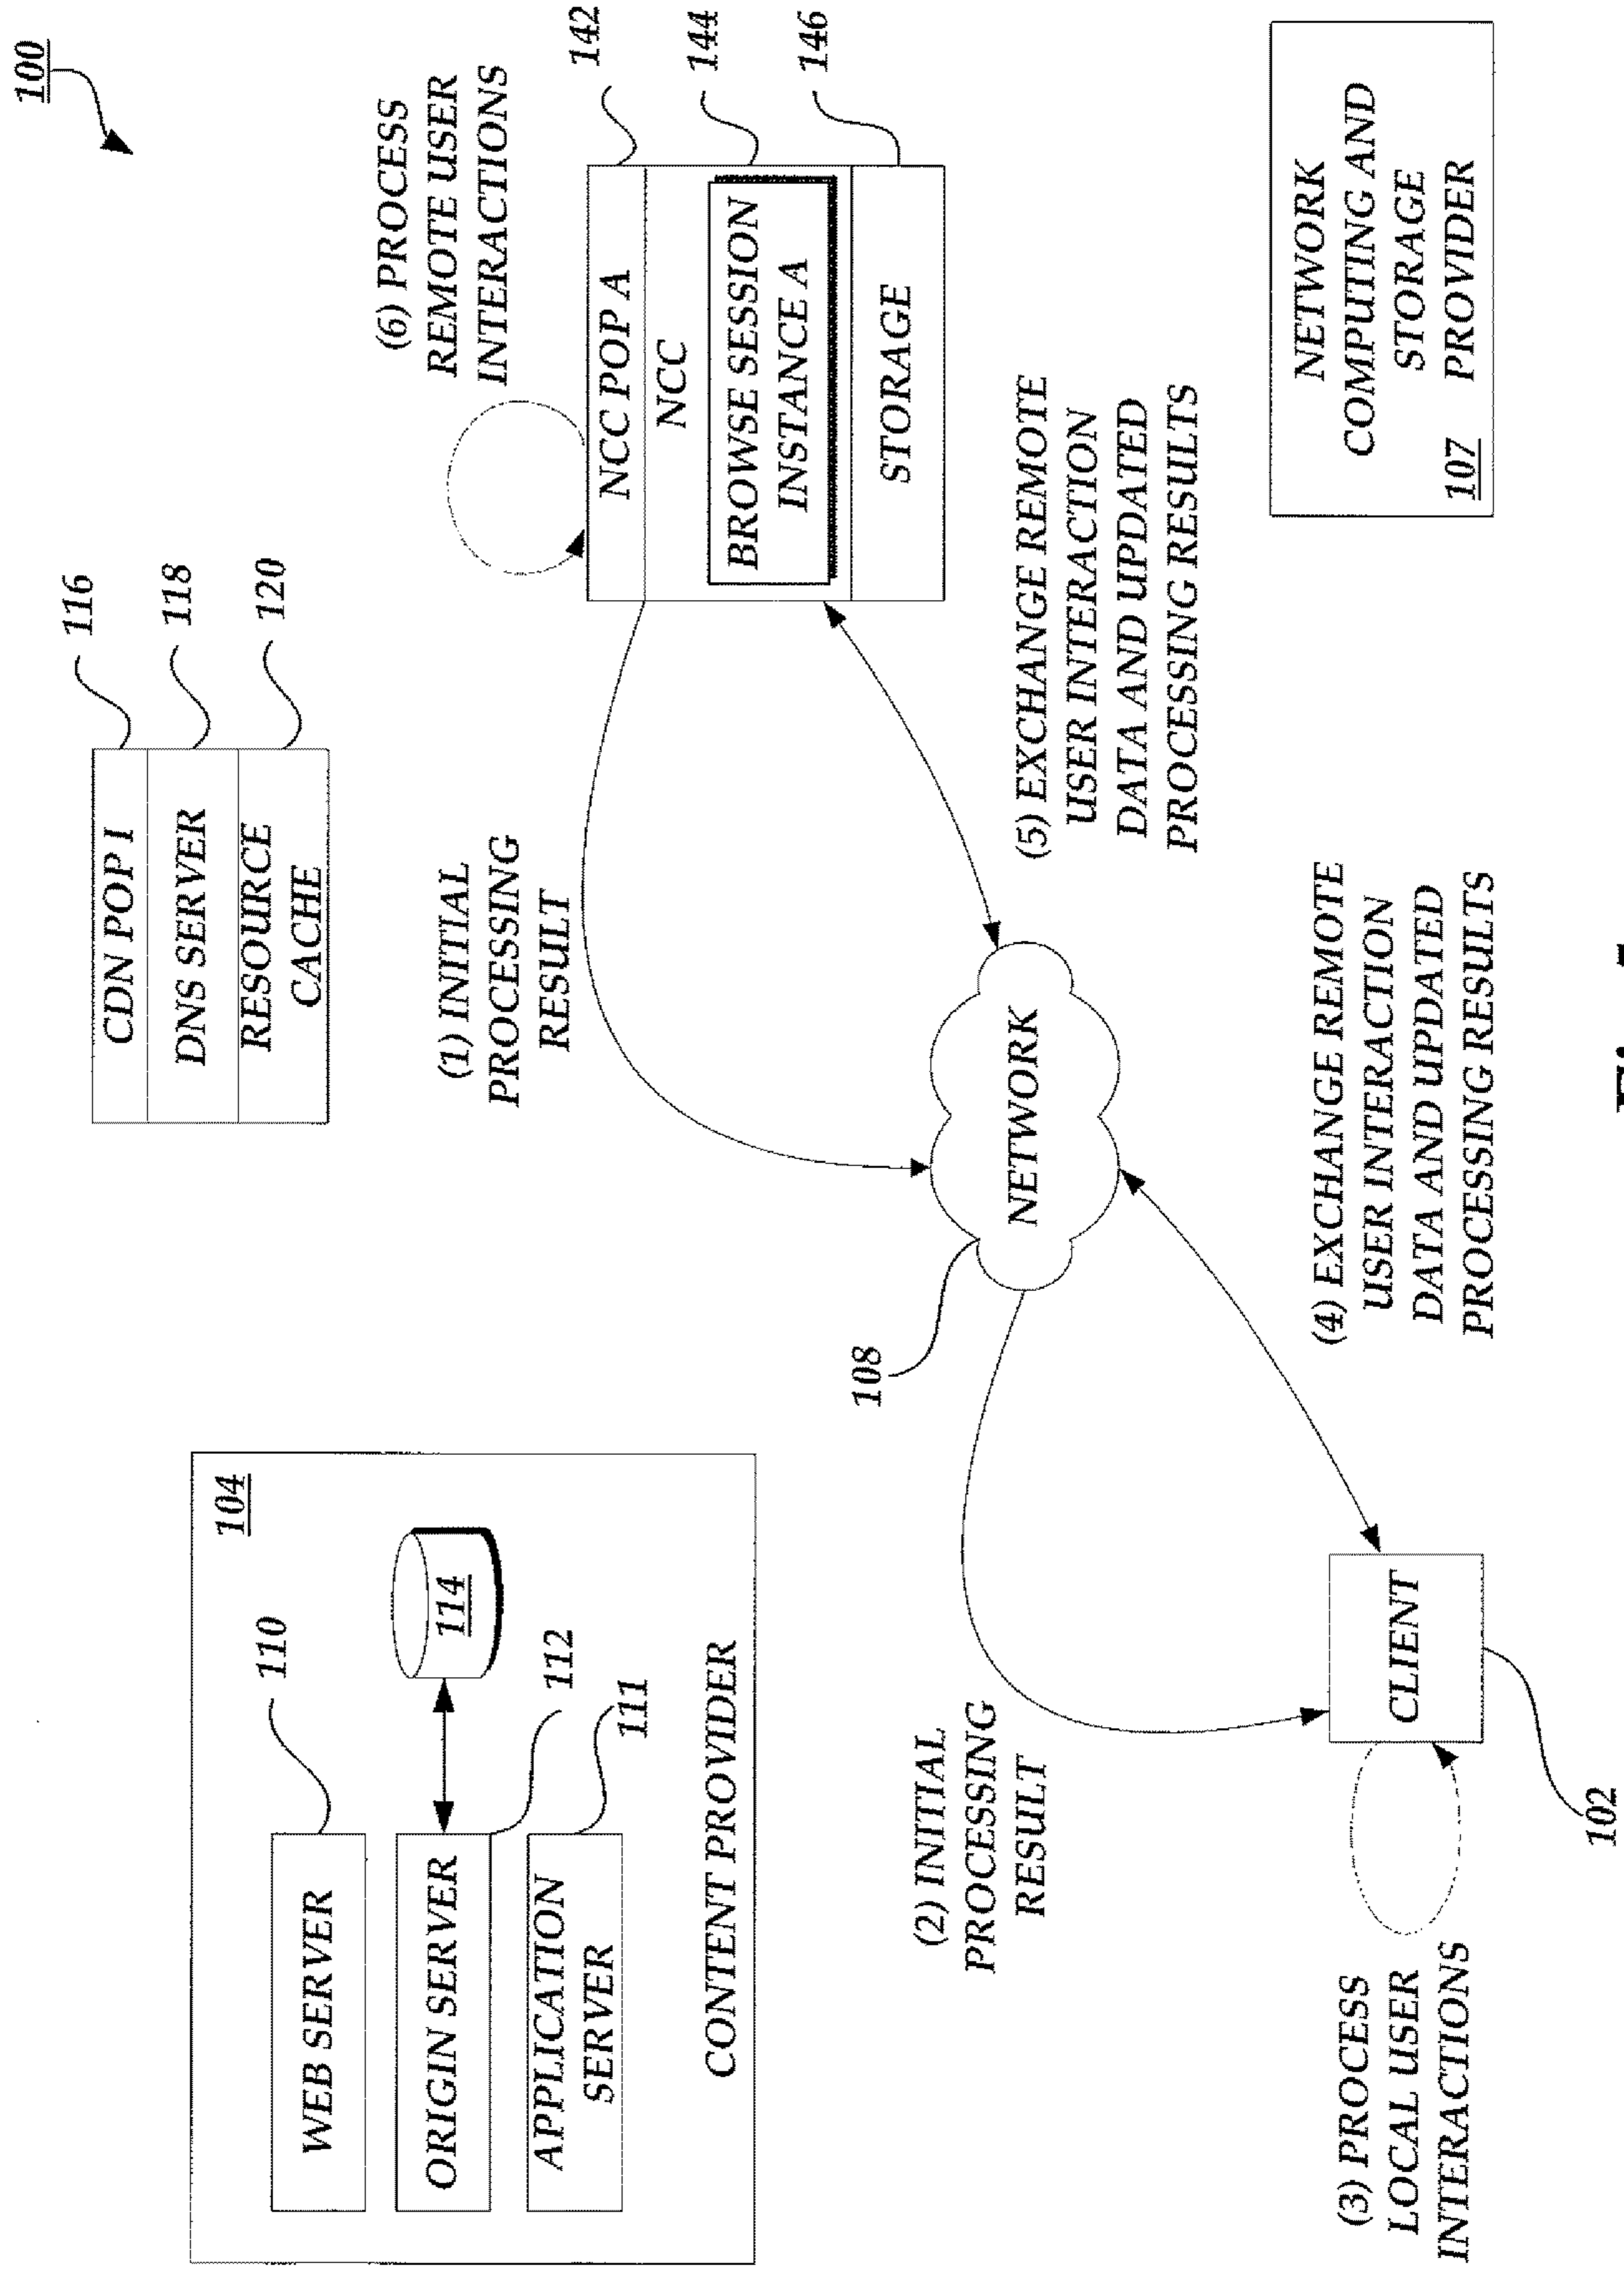 100
104
110
WEB SERVER
114
ORIGIN SERVER
112
APPLICATION
SERVER
111
CONTENT PROVIDER
CDN POP I
116
DNS SERVER
118
RESOURCE
CACHE
120
(6) PROCESS
REMOTE USER
INTERACTIONS
(1) INITIAL
PROCESSING
RESULT
NCC POP A
142
NCC
144
BROWSE SESSION
INSTANCE A
STORAGE
146
108
NETWORK
(2) INITIAL
PROCESSING
RESULT
(5) EXCHANGE REMOTE
USER INTERACTION
DATA AND UPDATED
PROCESSING RESULTS
(3) PROCESS
LOCAL USER
INTERACTIONS
CLIENT
102
(4) EXCHANGE REMOTE
USER INTERACTION
DATA AND UPDATED
PROCESSING RESULTS
NETWORK
COMPUTING AND
STORAGE
PROVIDER
107